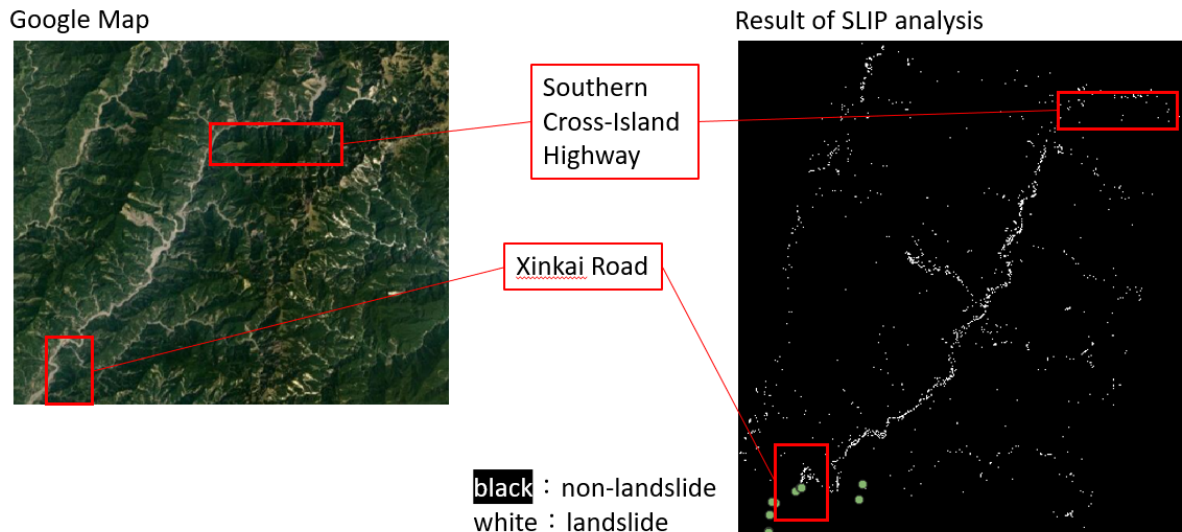 Google Map
Result of SLIP analysis
Southern
Cross-Island
Highway
Xinkai Road
black：non-landslide
white：landslide